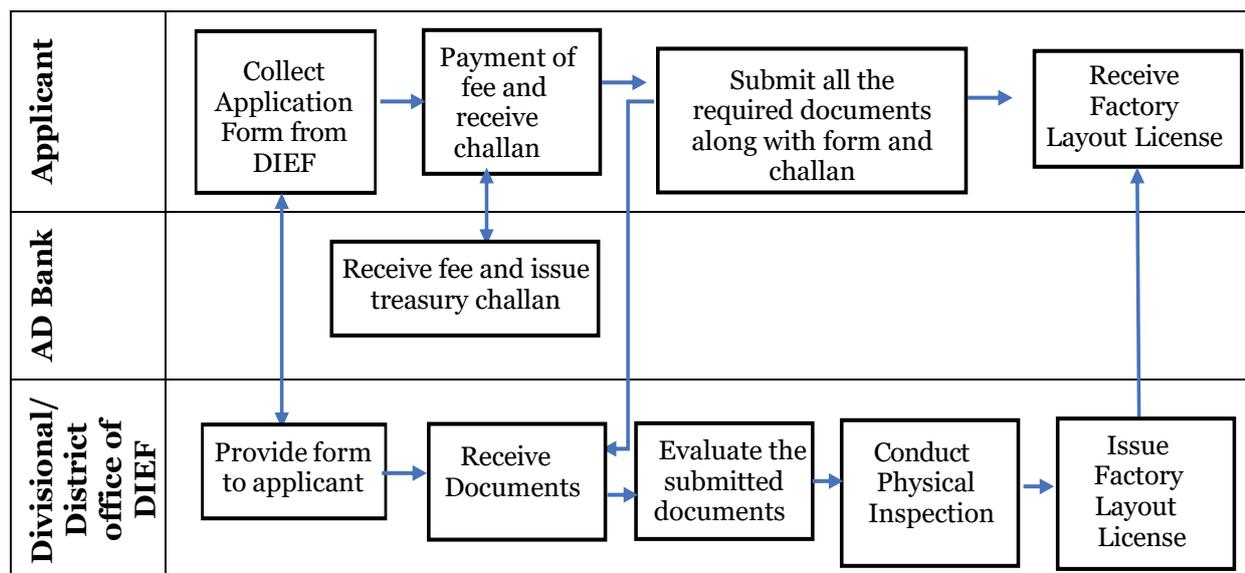 Applicant
Collect
Application
Form from
DIEF
Payment of
fee and
receive
challan
Submit all the
required documents
along with form and
challan
Receive
Factory
Layout License
AD Bank
Receive fee and issue
treasury challan
Divisional/
District
office of
DIEF
Provide form
to applicant
Receive
Documents
Evaluate the
submitted
documents
Conduct
Physical
Inspection
Issue
Factory
Layout
License